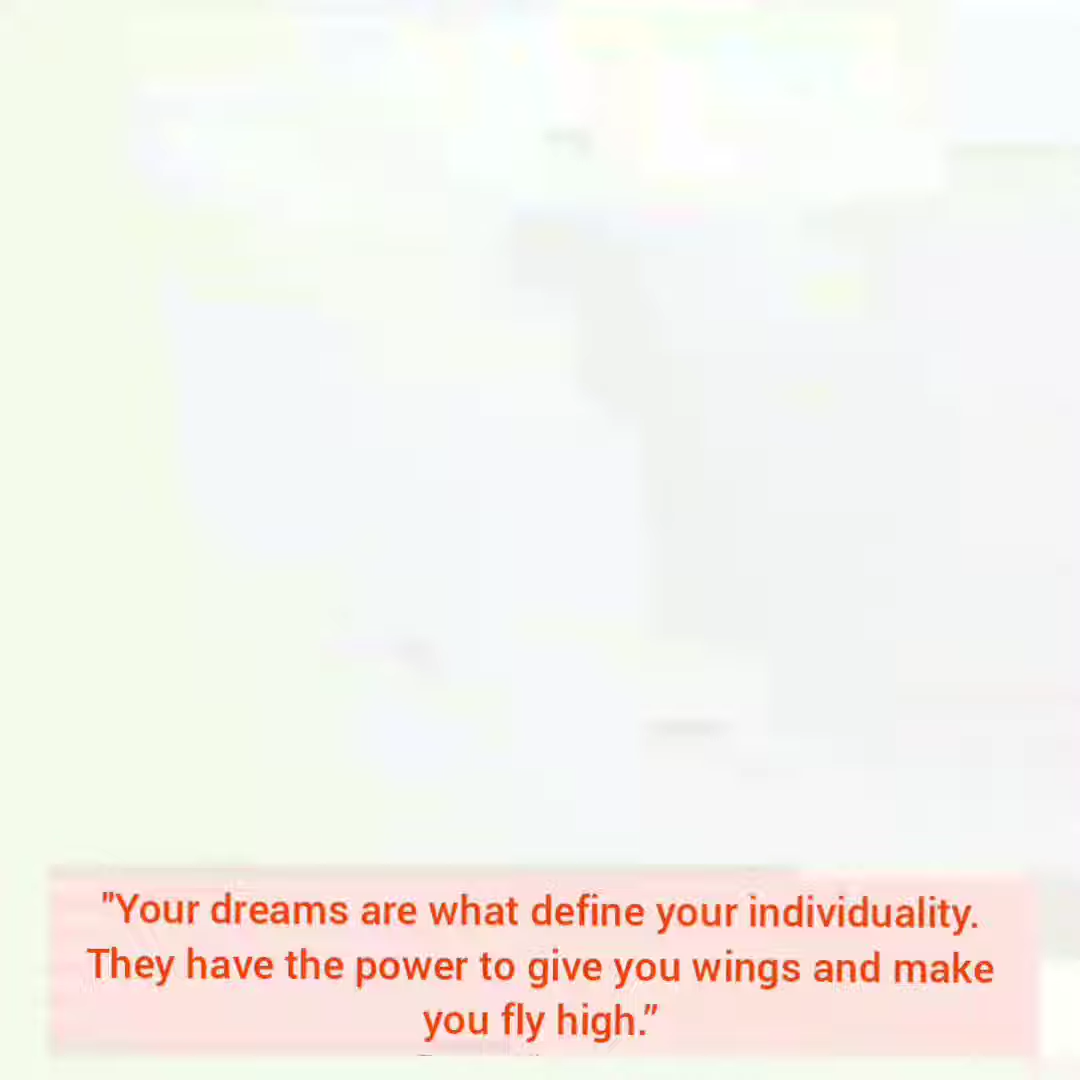 "Your dreams are what define your individuality.
They have the power to give you wings and make
you fly high.”